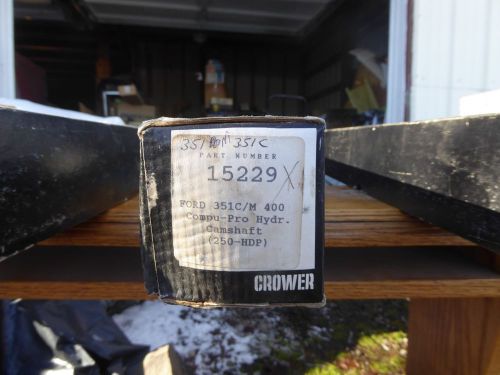 351M 351C
PART NUMBER
15229 X
FORD 351C/M 400
Compu-Pro Hydr.
Camshaft
(250-HDP)
CROWER